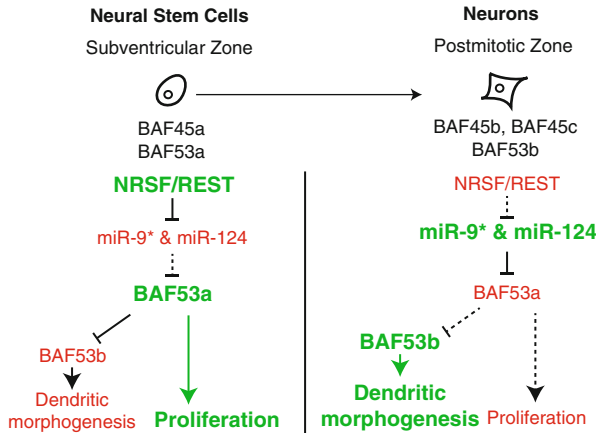 Neural Stem Cells
Subventricular Zone
BAF45a
BAF53a
NRSF/REST
miR-9* & miR-124
BAF53a
BAF53b
Dendritic
morphogenesis
Proliferation
Neurons
Postmitotic Zone
BAF45b, BAF45c
BAF53b
NRSF/REST
miR-9* & miR-124
BAF53a
BAF53b
Dendritic
morphogenesis
Proliferation